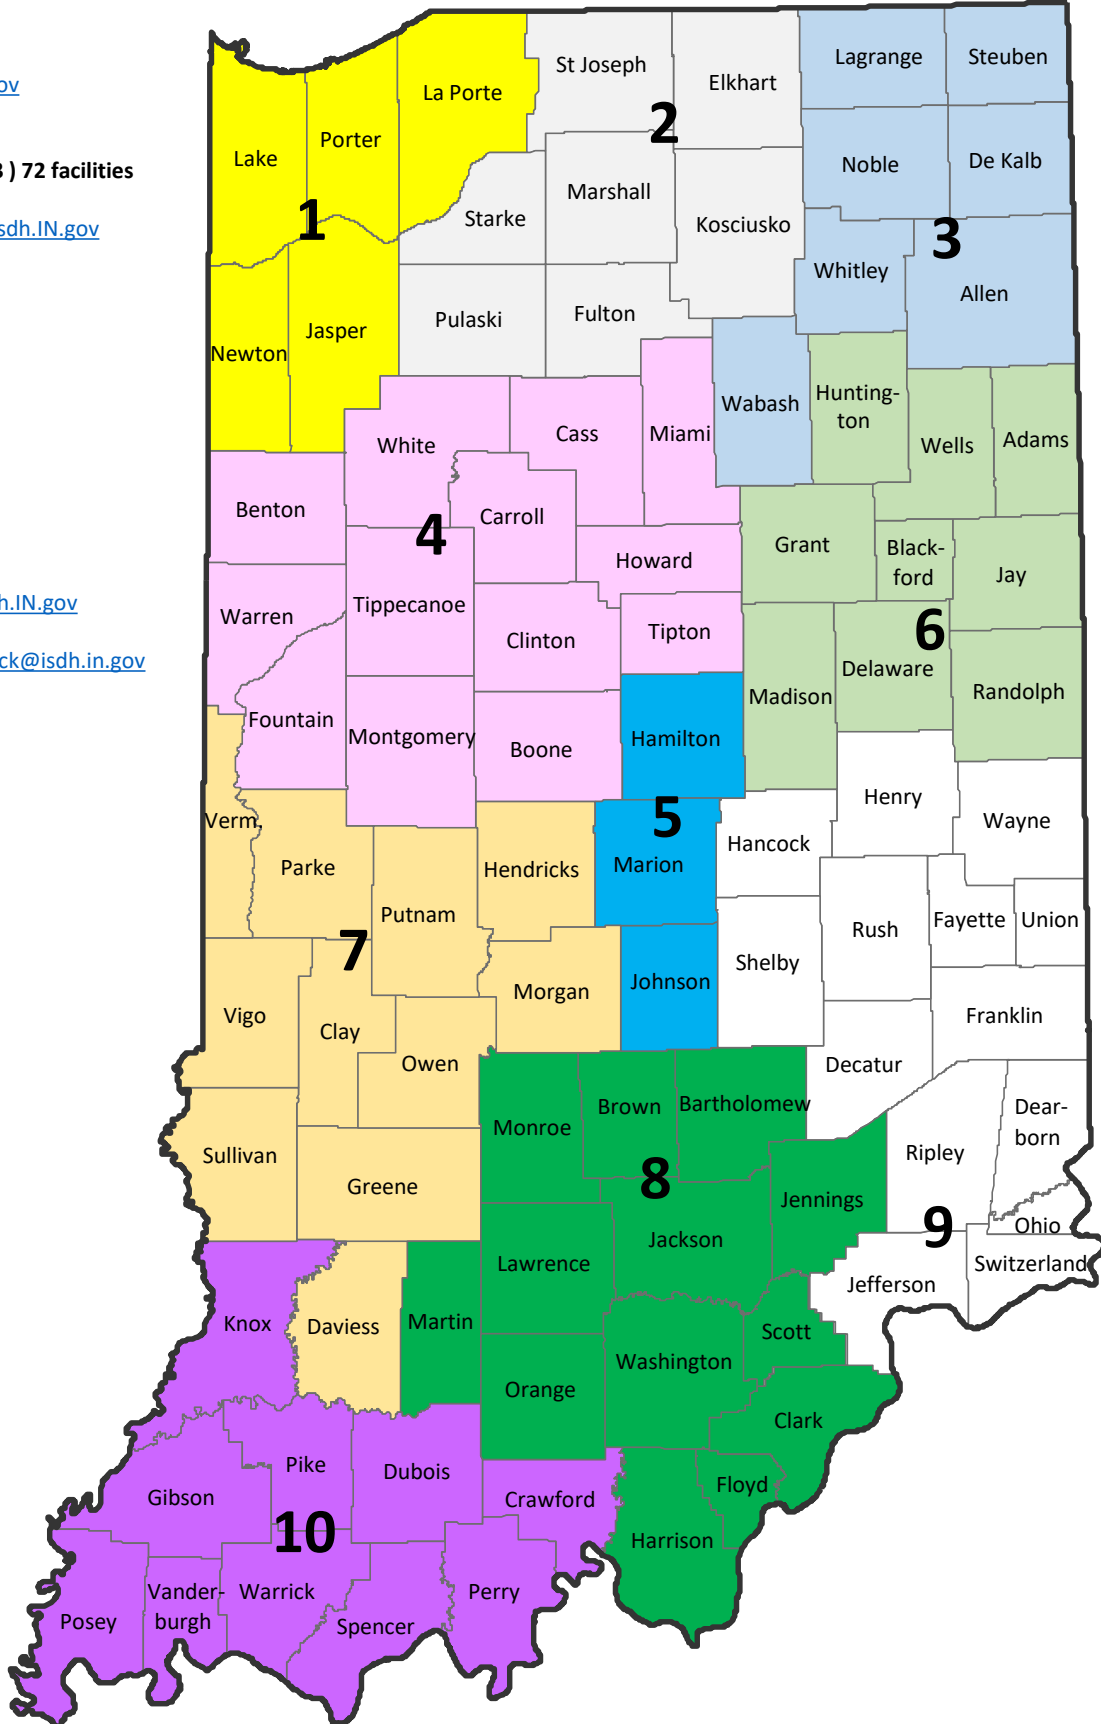 ov
3 ) 72 facilities
sdh.IN.gov
h.IN.gov
ck@isdh.in.gov
St Joseph
Elkhart
Lagrange
Steuben
La Porte
Porter
Lake
2
Noble
De Kalb
Marshall
Starke
Kosciusko
1
3
Whitley
Allen
Pulaski
Fulton
Jasper
Newton
Wabash
Hunting-
ton
White
Cass
Miami
Wells
Adams
Benton
Carroll
4
Grant
Black-
ford
Jay
Howard
Tippecanoe
Warren
Clinton
Tipton
6
Delaware
Madison
Randolph
Fountain
Montgomery
Boone
Hamilton
Henry
5
Verm.
Wayne
Hancock
Parke
Hendricks
Marion
Putnam
Rush
Fayette
Union
7
Shelby
Johnson
Morgan
Vigo
Clay
Franklin
Owen
Decatur
Monroe
Brown
Bartholomew
Dear-
born
Sullivan
Ripley
Greene
8
Jennings
9
Ohio
Jackson
Lawrence
Switzerland
Jefferson
Knox
Daviess
Martin
Scott
Washington
Orange
Clark
Pike
Dubois
Floyd
Gibson
Crawford
10
Harrison
Vander-
burgh
Warrick
Perry
Posey
Spencer